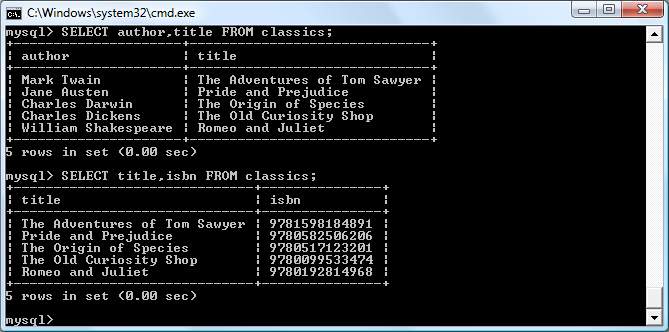 C:\Windows\system32\cmd.exe
mysql> SELECT author,title FROM classics;
+---------------------+------------------------------+
¦ author              ¦ title                        ¦
+---------------------+------------------------------+
¦ Mark Twain          ¦ The Adventures of Tom Sawyer ¦
¦ Jane Austen         ¦ Pride and Prejudice          ¦
¦ Charles Darwin      ¦ The Origin of Species        ¦
¦ Charles Dickens     ¦ The Old Curiosity Shop       ¦
¦ William Shakespeare ¦ Romeo and Juliet             ¦
+---------------------+------------------------------+
5 rows in set (0.00 sec)
mysql> SELECT title,isbn FROM classics;
+------------------------------+---------------+
¦ title                        ¦ isbn          ¦
+------------------------------+---------------+
¦ The Adventures of Tom Sawyer ¦ 9781598184891 ¦
¦ Pride and Prejudice          ¦ 9780582506206 ¦
¦ The Origin of Species        ¦ 9780517123201 ¦
¦ The Old Curiosity Shop       ¦ 9780099533474 ¦
¦ Romeo and Juliet             ¦ 9780192814968 ¦
+------------------------------+---------------+
5 rows in set (0.00 sec)
mysql>